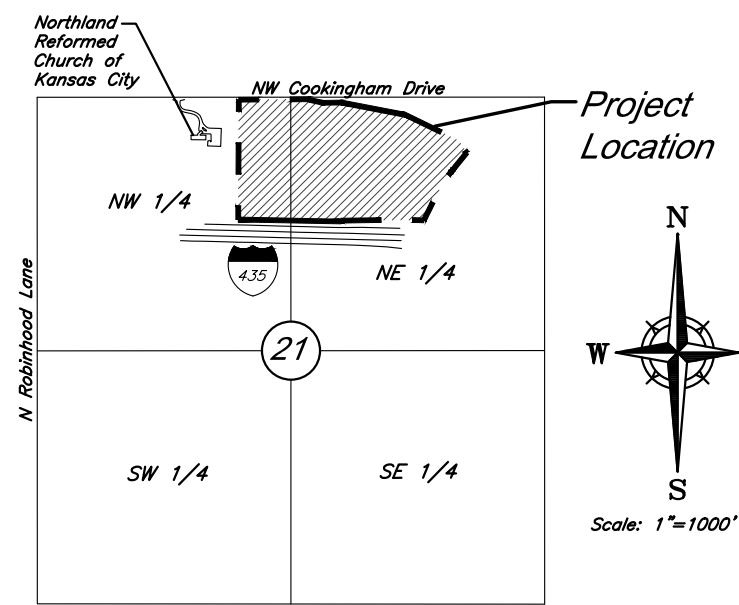 Northland
Reformed
Church of
Kansas City
NW Cookingham Drive
Project
Location
NW 1/4
435
NE 1/4
N Robinhood Lane
21
SW 1/4
SE 1/4
N
W
S
Scale: 1"=1000'